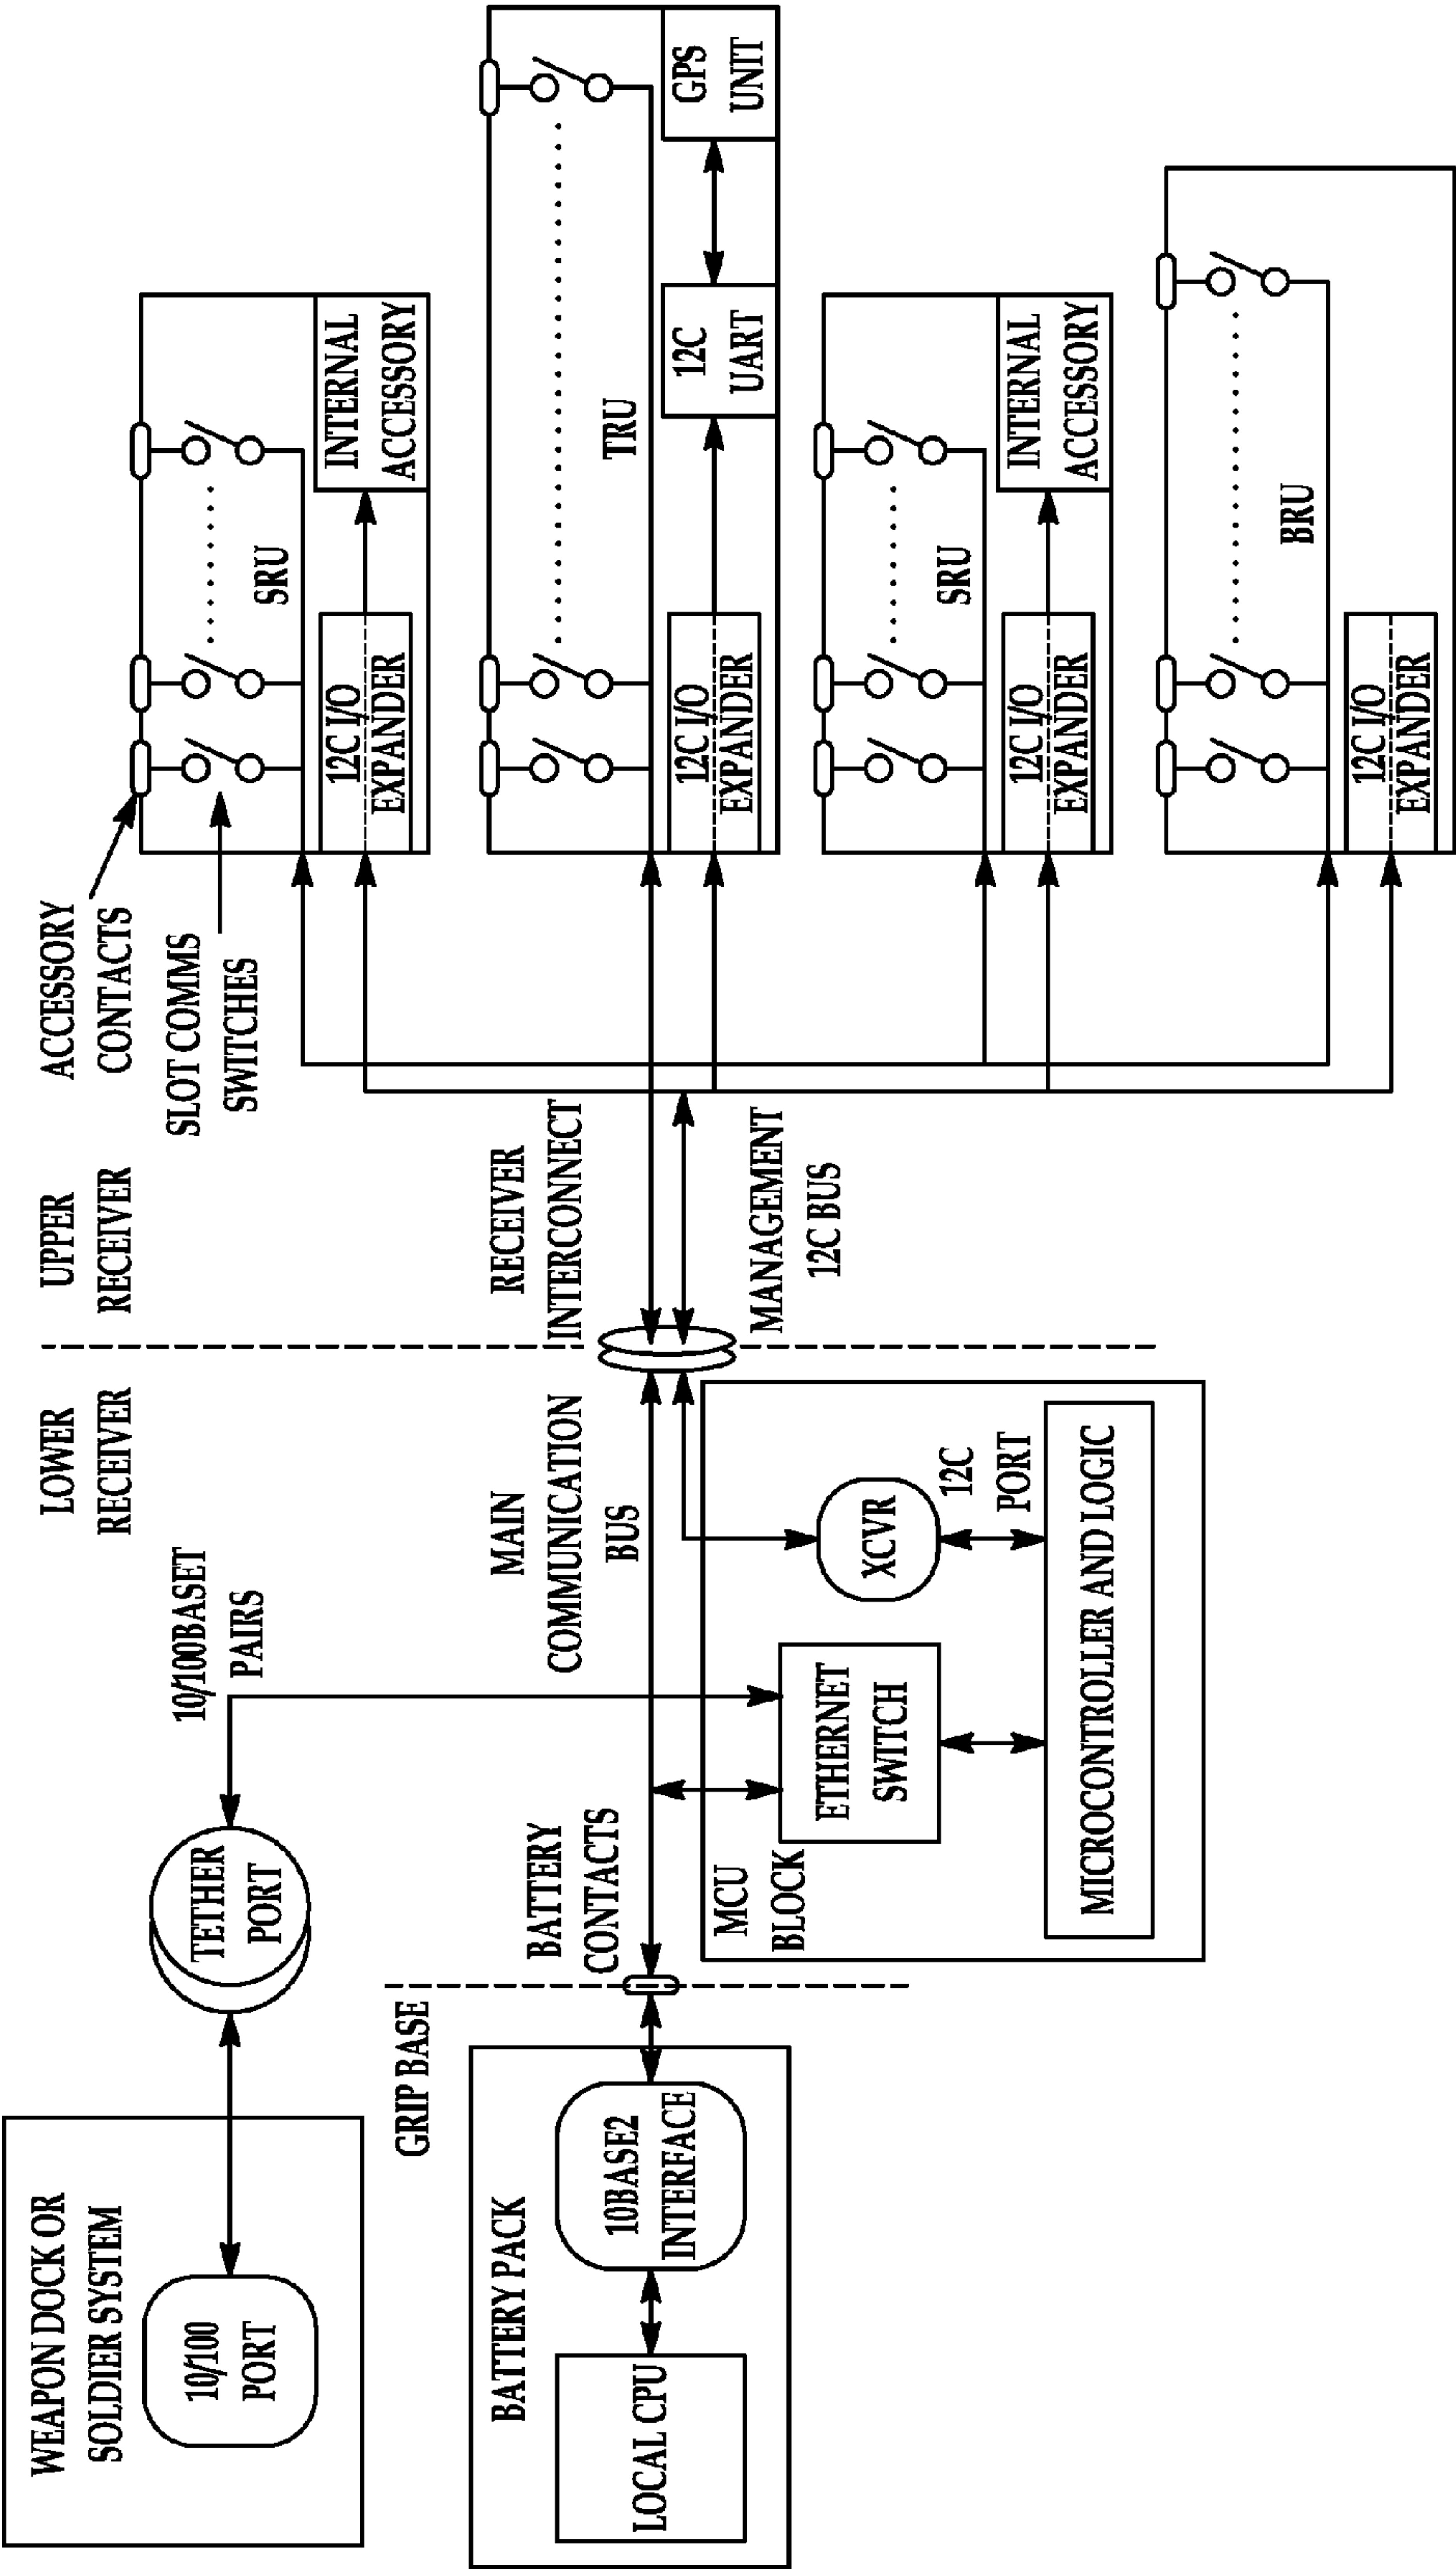 WEAPON DOCK OR
SOLDIER SYSTEM
10/100
PORT
TETHER
PORT
10/100BASET
PAIRS
LOWER
RECEIVER
UPPER
RECEIVER
ACCESSORY
CONTACTS
SLOT COMMS
SWITCHES
SRU
12C I/O
EXPANDER
INTERNAL
ACCESSORY
GRIP BASE
BATTERY PACK
LOCAL CPU
10BASE2
INTERFACE
BATTERY
CONTACTS
MAIN
COMMUNICATION
BUS
RECEIVER
INTERCONNECT
MANAGEMENT
12C BUS
TRU
12C I/O
EXPANDER
12C
UART
GPS
UNIT
MCU
BLOCK
ETHERNET
SWITCH
XCVR
12C
PORT
MICROCONTROLLER AND LOGIC
SRU
12C I/O
EXPANDER
INTERNAL
ACCESSORY
BRU
12C I/O
EXPANDER